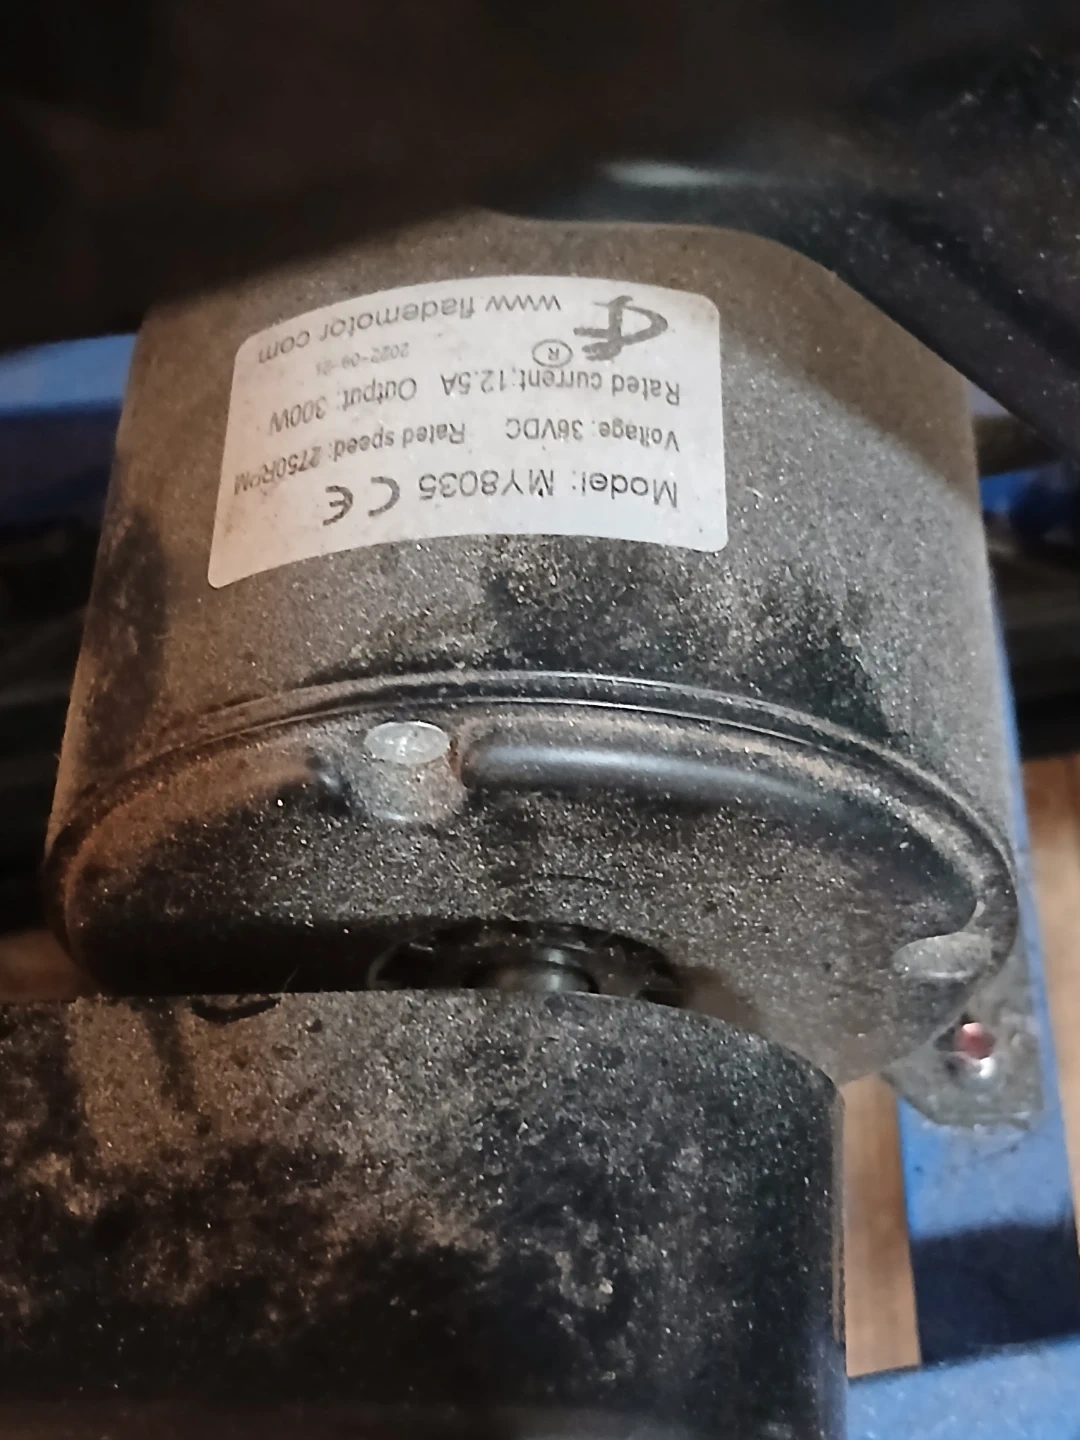 Model: MY8035 CE
Voltage: 36VDC Rated speed: 2750RPM
Rated current:12.5A Output: 300W
® 2022-09-21
CF www.fiademotor.com